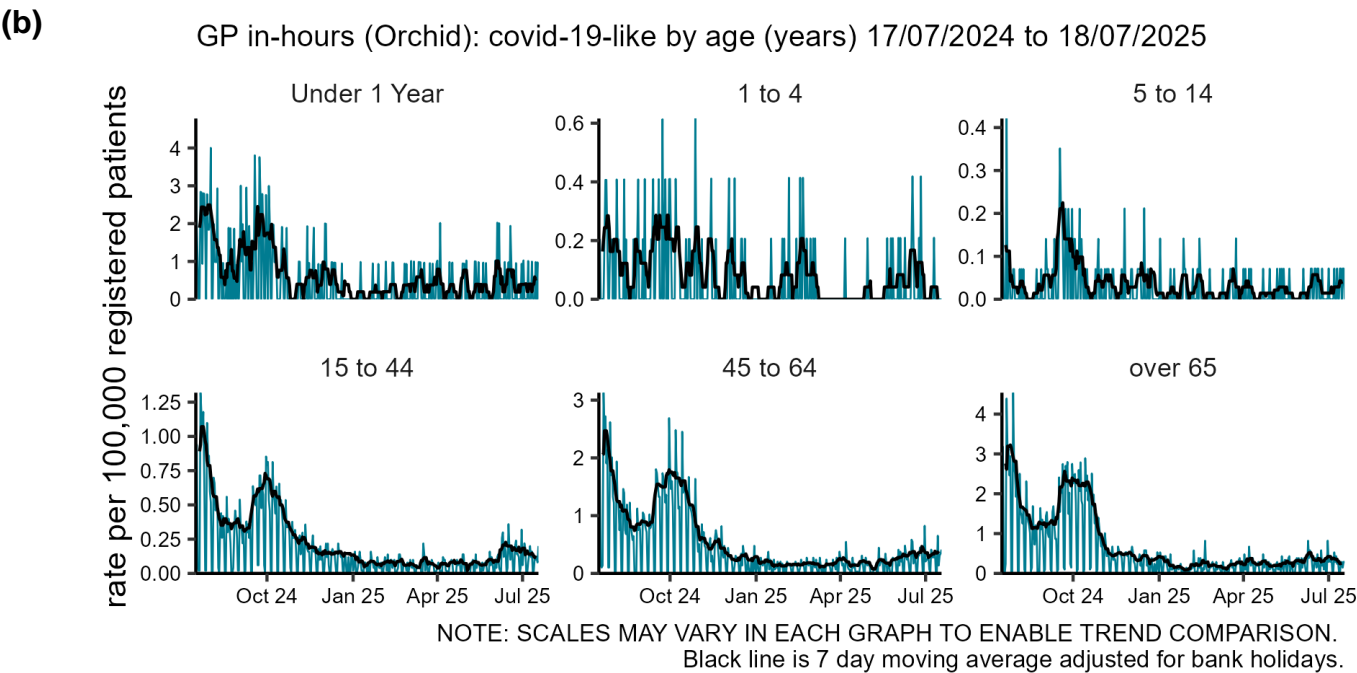 (b)
GP in-hours (Orchid): covid-19-like by age (years) 17/07/2024 to 18/07/2025
rate per 100,000 registered patients
Under 1 Year
4
3
2
1
0
1 to 4
0.6
0.4
0.2
0.0
5 to 14
0.4
0.3
0.2
0.1
0.0
15 to 44
1.25
1.00
0.75
0.50
0.25
0.00
Oct 24 Jan 25 Apr 25 Jul 25
45 to 64
3
2
1
0
Oct 24 Jan 25 Apr 25 Jul 25
over 65
4
3
2
1
0
Oct 24 Jan 25 Apr 25 Jul 25
NOTE: SCALES MAY VARY IN EACH GRAPH TO ENABLE TREND COMPARISON.
Black line is 7 day moving average adjusted for bank holidays.